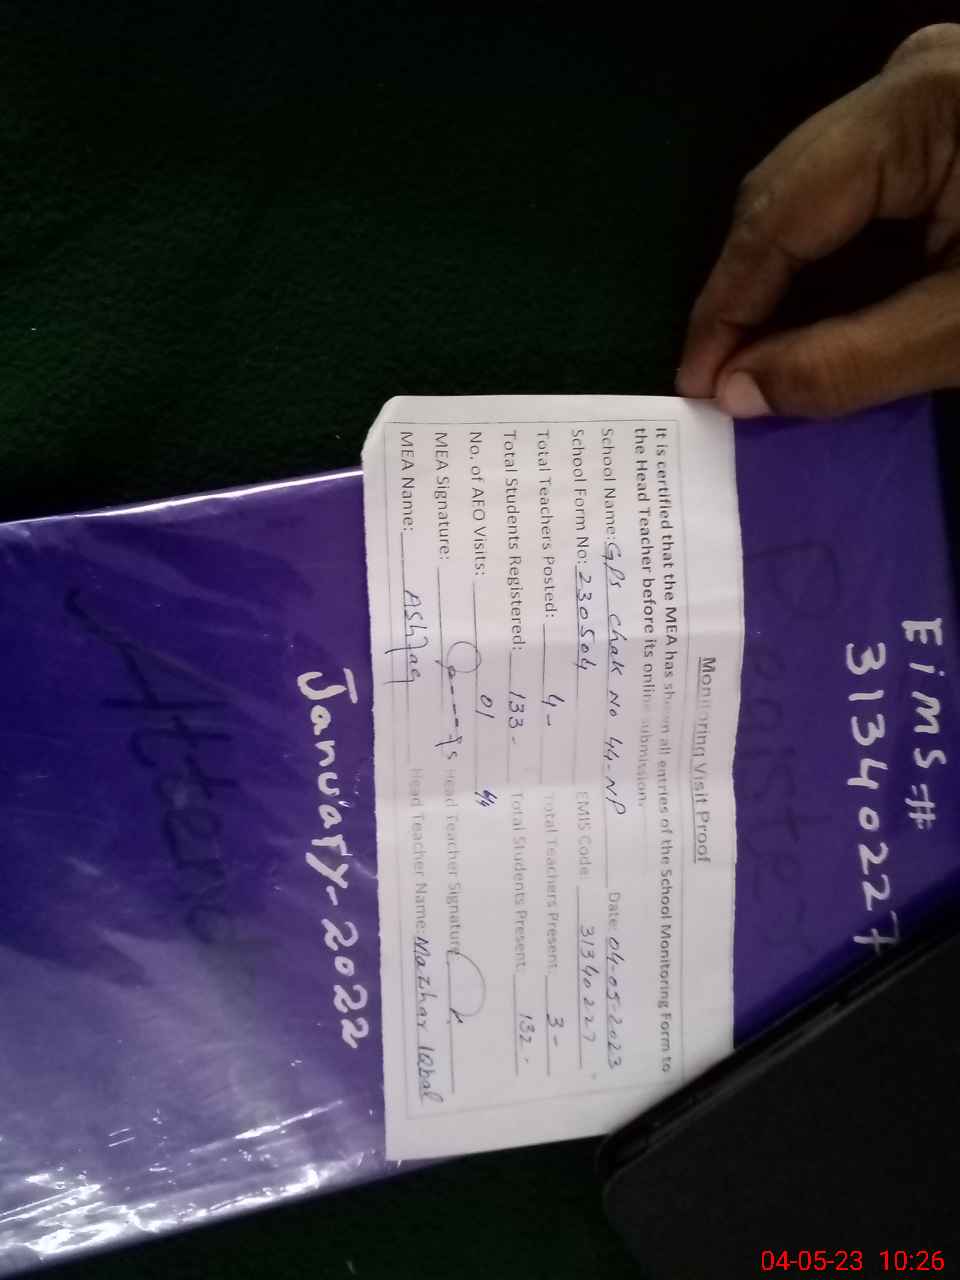 Eims=#
31340227
Monitoring Visit Proof
It is certified that the MEA has shown all entries of the School Monitoring Form to
the Head Teacher before its online submission.
School Name: GPS Chak No 44-NP Date: 04-05-2023
School Form No: 230504 EMIS Code: 31340227
Total Teachers Posted: 4- Total Teachers Present: 3-
Total Students Registered: 133- Total Students Present: 132-
No. of AEO Visits: 01
MEA Signature: Head Teacher Signature
MEA Name: Ashfaq Head Teacher Name: Mazhar Iqbal
January-2022
04-05-23 10:26